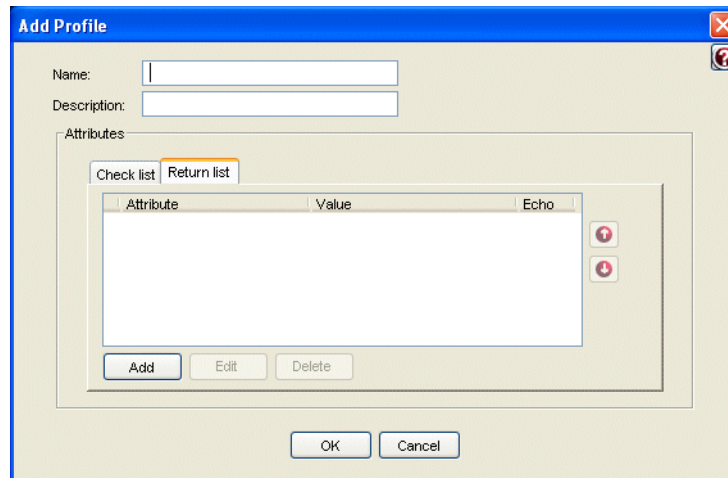 Add Profile
Name:
Description:
Attributes
Check list Return list
Attribute Value Echo
Add Edit Delete
OK Cancel